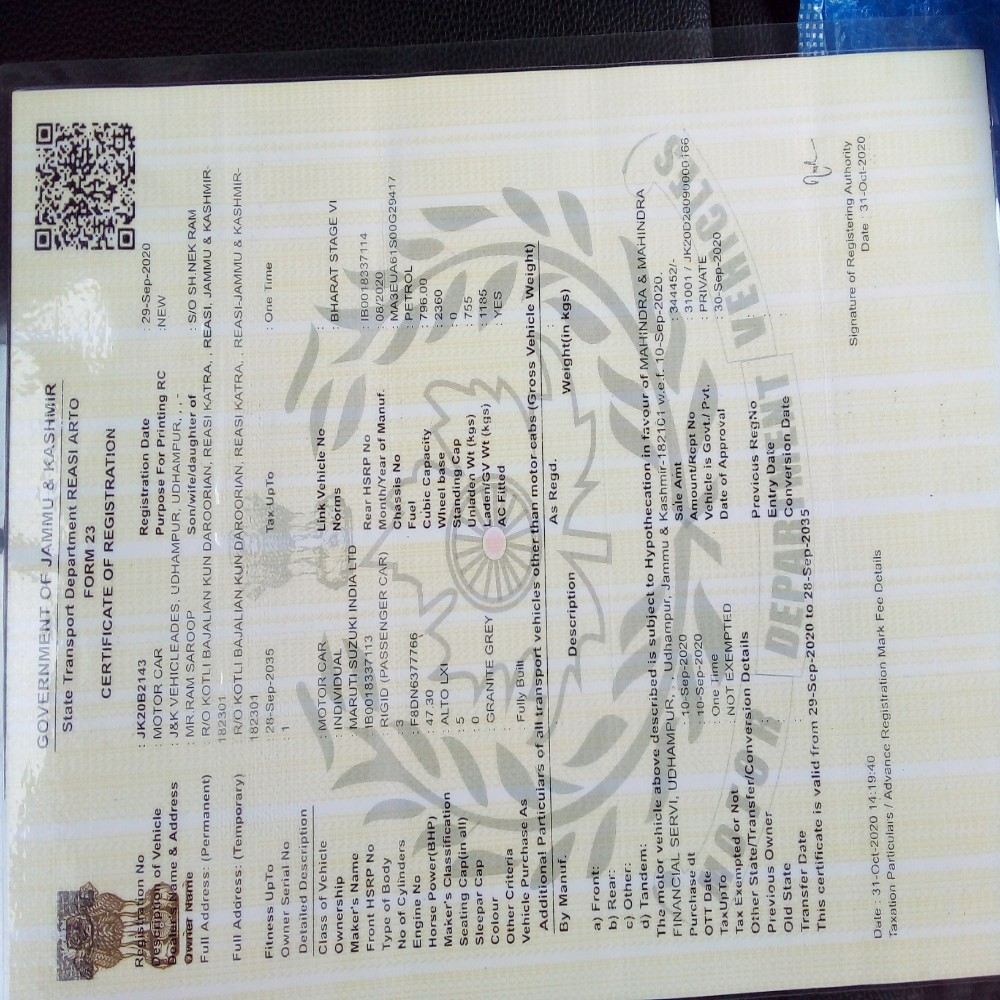 GOVERNMENT OF JAMMU & KASHMIR
State Transport Department REASI ARTO
FORM 23
CERTIFICATE OF REGISTRATION
Registration No : JK20B2143 Registration Date : 29-Sep-2020
Description of Vehicle : MOTOR CAR Purpose For Printing RC : NEW
Dealer's Name & Address : J&K VEHICLEADES, UDHAMPUR, UDHAMPUR, , , -
Owner Name : MR RAM SAROOP Son/wife/daughter of : S/O SH.NEK RAM
Full Address: (Permanent) R/O KOTLI BAJALIAN KUN DAROORIAN, REASI KATRA, , REASI, JAMMU & KASHMIR-
182301
Full Address: (Temporary) R/O KOTLI BAJALIAN KUN DAROORIAN, REASI KATRA, , REASI-JAMMU & KASHMIR-
182301
Fitness UpTo : 28-Sep-2035 Tax UpTo : One Time
Owner Serial No : 1
Detailed Description
Class of Vehicle : MOTOR CAR Link Vehicle No
Ownership : INDIVIDUAL Norms : BHARAT STAGE VI
Maker's Name : MARUTI SUZUKI INDIA LTD
Front HSRP No : IB0018337113 Rear HSRP No : IB0018337114
Type of Body : RIGID (PASSENGER CAR) Month/Year of Manuf. : 08/2020
No of Cylinders : 3 Chassis No : MA3EUA61S00G29417
Engine No : F8DN6377766 Fuel : PETROL
Horse Power(BHP) : 47.30 Cubic Capacity : 796.00
Maker's Classification : ALTO LXI Wheel base : 2360
Seating Cap(in all) : 5 Standing Cap : 0
Sleepar Cap : 0 Unladen Wt (kgs) : 755
Colour : GRANITE GREY Laden/GV Wt (kgs) : 1185
Other Criteria AC Fitted : YES
Vehicle Purchase As : Fully Built
Additional Particulars of all transport vehicles other than motor cabs (Gross Vehicle Weight)
By Manuf. : As Regd. :
Description Weight(in kgs)
a) Front:
b) Rear:
c) Other:
d) Tandem:
The motor vehicle above described is subject to Hypothecation in favour of MAHINDRA & MAHINDRA
FINANCIAL SERVI, UDHAMPUR, , , Udhampur, Jammu & Kashmir-182101 w.e.f. 10-Sep-2020.
Purchase dt : 10-Sep-2020 Sale Amt : 344452/-
OTT Date : 10-Sep-2020 Amount/Rcpt No : 31001 / JK20D20090000166
TaxUpTo : One Time Vehicle is Govt./ Pvt. : PRIVATE
Tax Exempted or Not : NOT EXEMPTED Date of Approval : 30-Sep-2020
Other State/Transfer/Conversion Details
Previous Owner : Previous RegNo :
Old State : Entry Date :
Transfer Date : Conversion Date :
This certificate is valid from 29-Sep-2020 to 28-Sep-2035
DEPARTMENT VEHICLES
Signature of Registering Authority
Date : 31-Oct-2020 14:19:40 Date : 31-Oct-2020
Taxation Particulars / Advance Registration Mark Fee Details